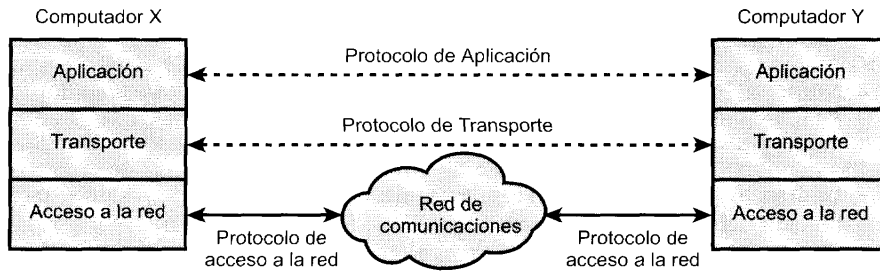 Computador X
Computador Y
Aplicación
Protocolo de Aplicación
Aplicación
Transporte
Protocolo de Transporte
Transporte
Acceso a la red
Red de
comunicaciones
Acceso a la red
Protocolo de
acceso a la red
Protocolo de
acceso a la red